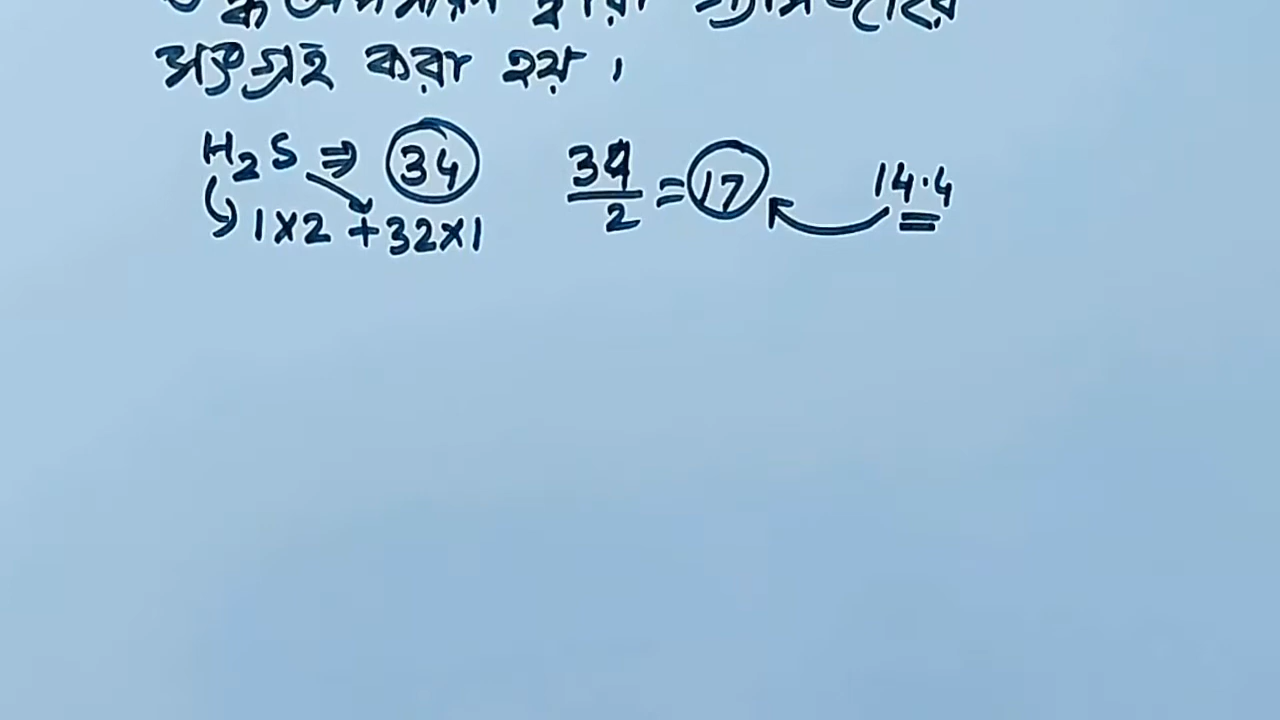 সংগ্রহ করা হয় ।
H₂S ⇒ 34 34/2 = 17 14.4
1×2 + 32×1